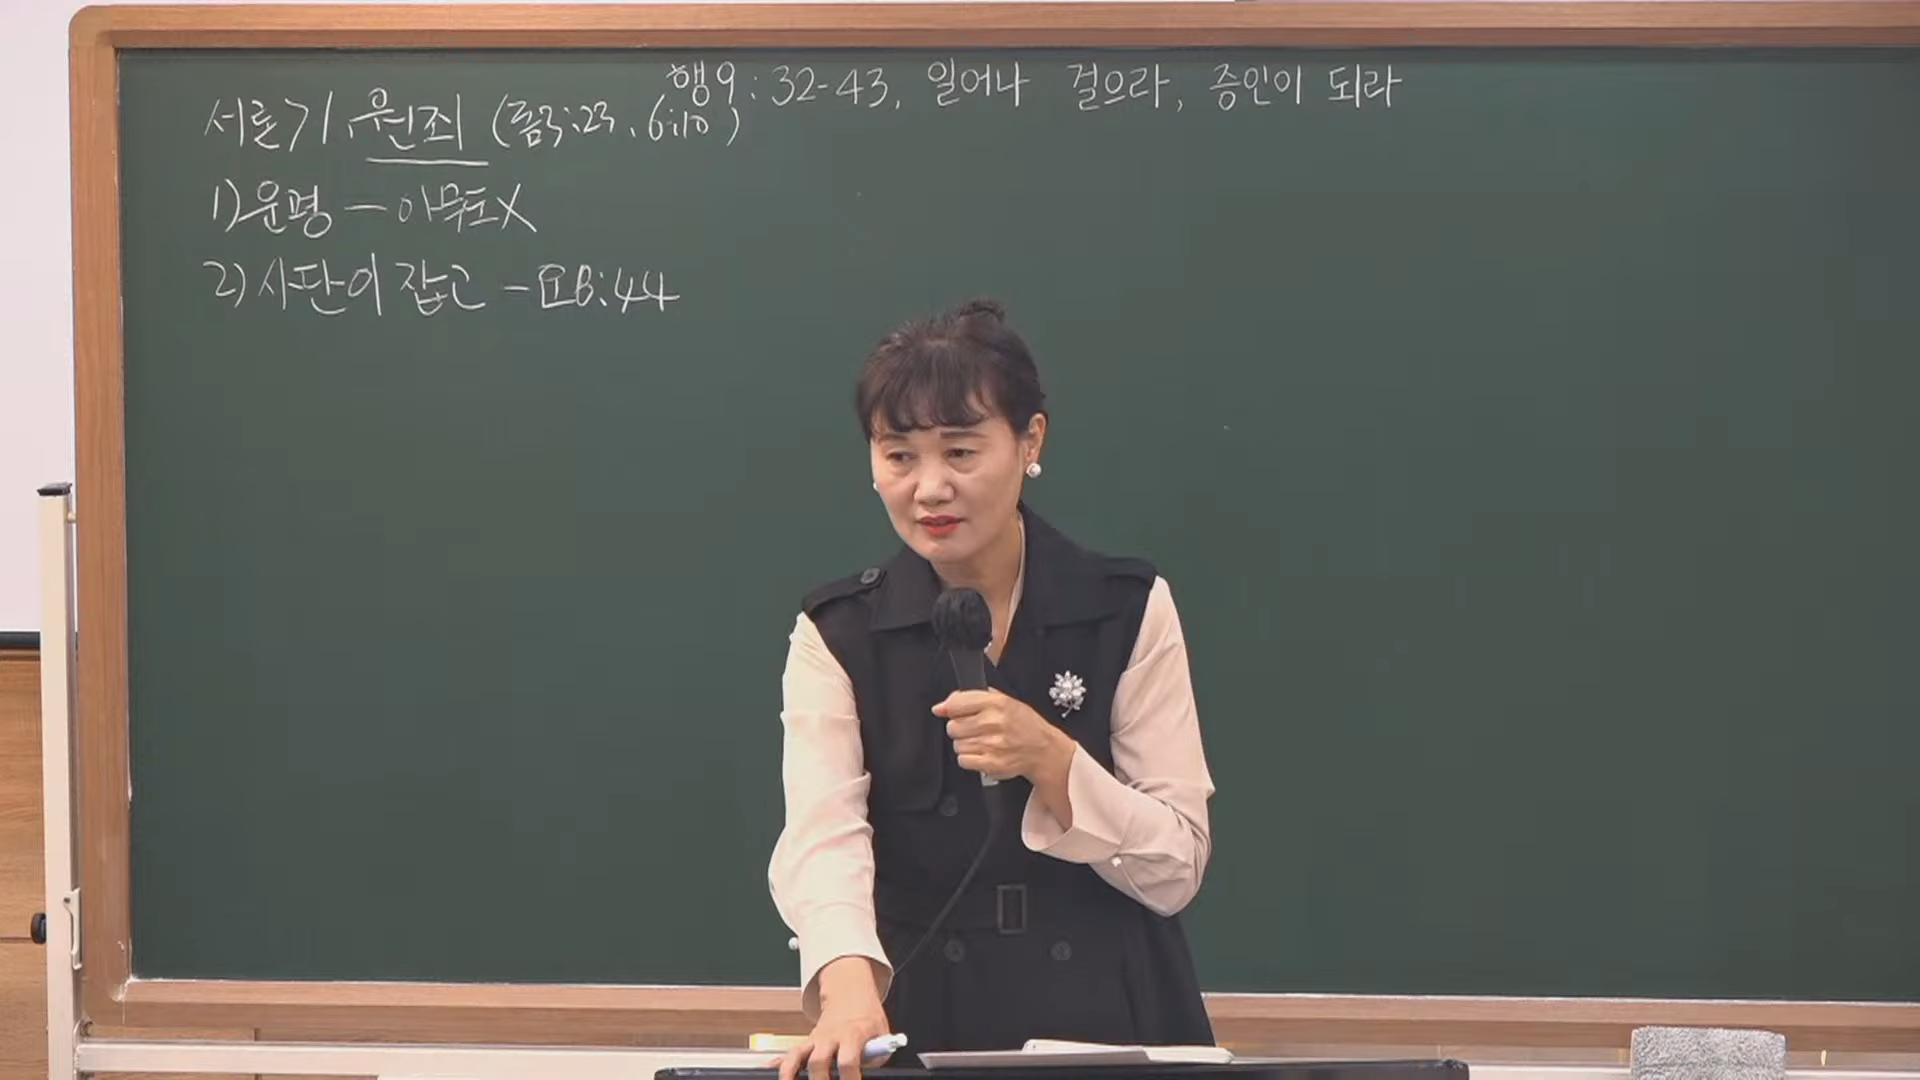 행9:32-43, 일어나 걸으라, 증인이 되라
서론기. 원죄 (롬3:23, 6:10)
1) 운명 – 아무도X
2) 사단이 잡고 – 요8:44